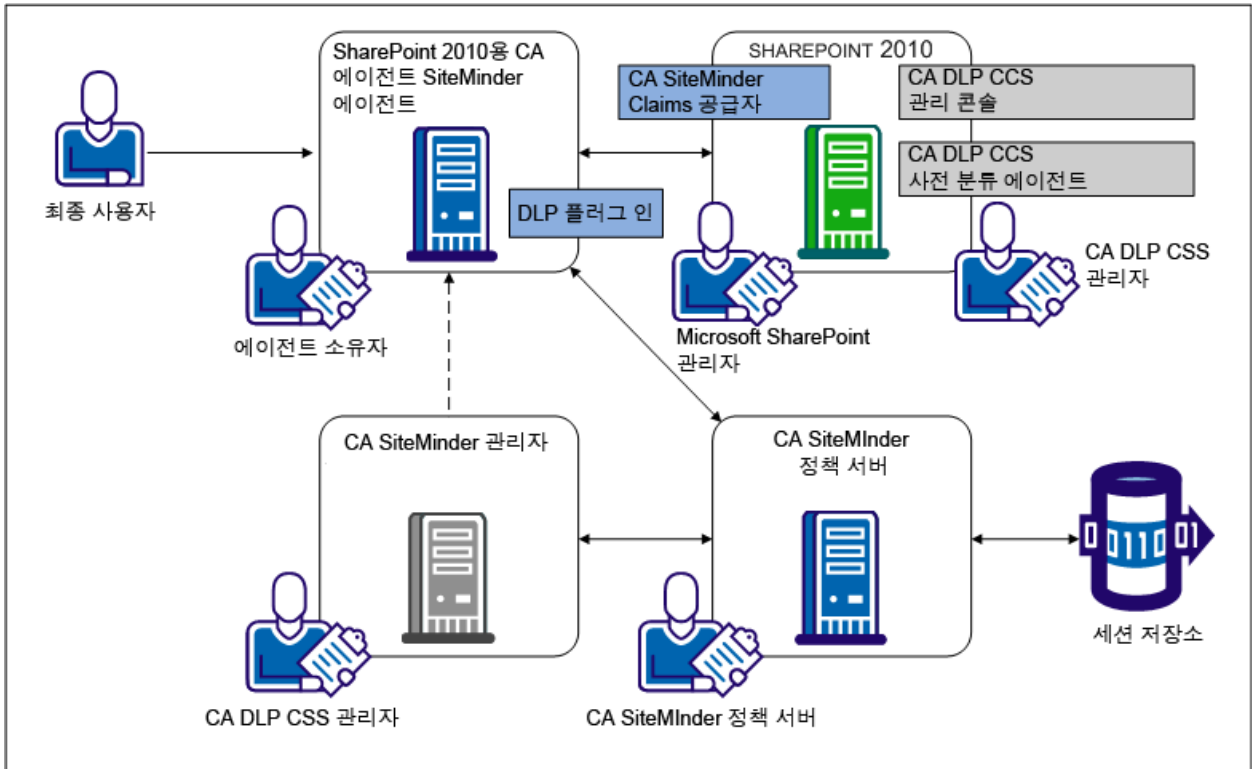 SharePoint 2010용 CA
에이전트 SiteMinder
에이전트
SHAREPOINT 2010
CA SiteMinder
Claims 공급자
CA DLP CCS
관리 콘솔
CA DLP CCS
사전 분류 에이전트
DLP 플러그 인
최종 사용자
에이전트 소유자
Microsoft SharePoint
관리자
CA DLP CSS
관리자
CA SiteMinder 관리자
CA SiteMInder
정책 서버
0
0110
01
세션 저장소
CA DLP CSS 관리자
CA SiteMInder 정책 서버